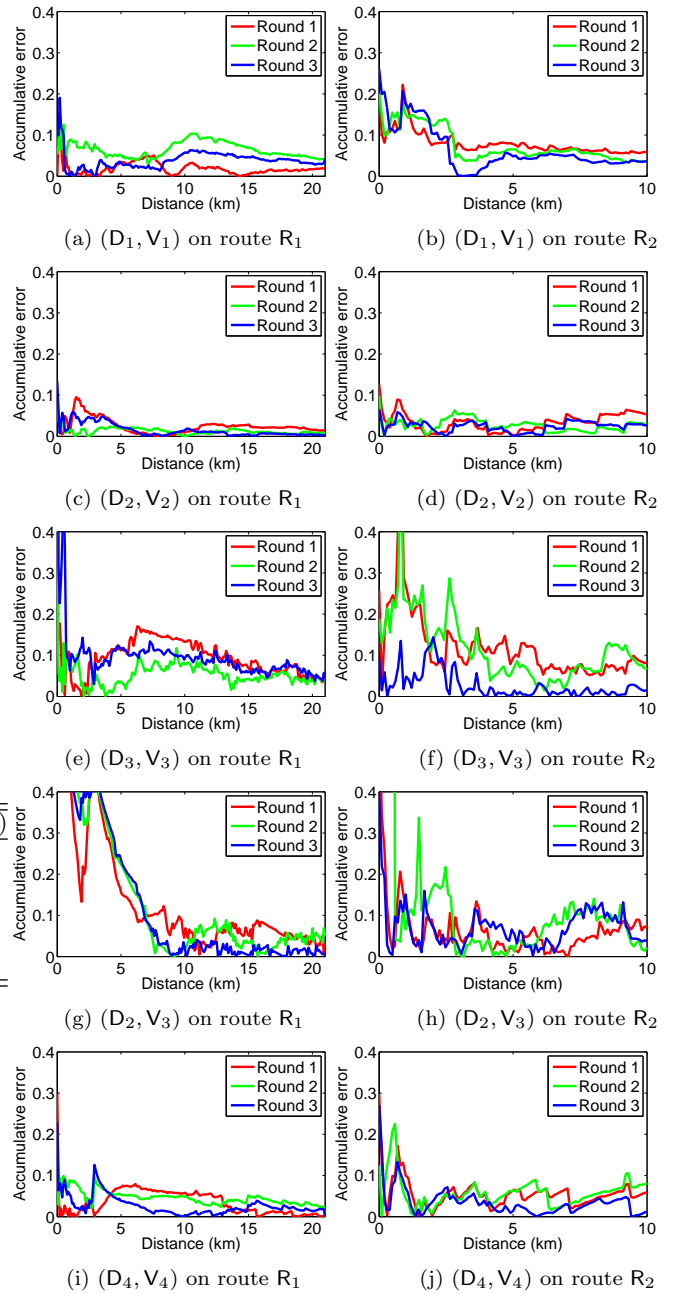 0.4
0.3
0.2
0.1
0
Accumulative error
Round 1
Round 2
Round 3
0 5 10 15 20
Distance (km)
(a) (D₁, V₁) on route R₁
0.4
0.3
0.2
0.1
0
Accumulative error
Round 1
Round 2
Round 3
0 5 10
Distance (km)
(b) (D₁, V₁) on route R₂
0.4
0.3
0.2
0.1
0
Accumulative error
Round 1
Round 2
Round 3
0 5 10 15 20
Distance (km)
(c) (D₂, V₂) on route R₁
0.4
0.3
0.2
0.1
0
Accumulative error
Round 1
Round 2
Round 3
0 5 10
Distance (km)
(d) (D₂, V₂) on route R₂
0.4
0.3
0.2
0.1
0
Accumulative error
Round 1
Round 2
Round 3
0 5 10 15 20
Distance (km)
(e) (D₃, V₃) on route R₁
0.4
0.3
0.2
0.1
0
Accumulative error
Round 1
Round 2
Round 3
0 5 10
Distance (km)
(f) (D₃, V₃) on route R₂
0.4
0.3
0.2
0.1
0
Accumulative error
Round 1
Round 2
Round 3
0 5 10 15 20
Distance (km)
(g) (D₂, V₃) on route R₁
0.4
0.3
0.2
0.1
0
Accumulative error
Round 1
Round 2
Round 3
0 5 10
Distance (km)
(h) (D₂, V₃) on route R₂
0.4
0.3
0.2
0.1
0
Accumulative error
Round 1
Round 2
Round 3
0 5 10 15 20
Distance (km)
(i) (D₄, V₄) on route R₁
0.4
0.3
0.2
0.1
0
Accumulative error
Round 1
Round 2
Round 3
0 5 10
Distance (km)
(j) (D₄, V₄) on route R₂